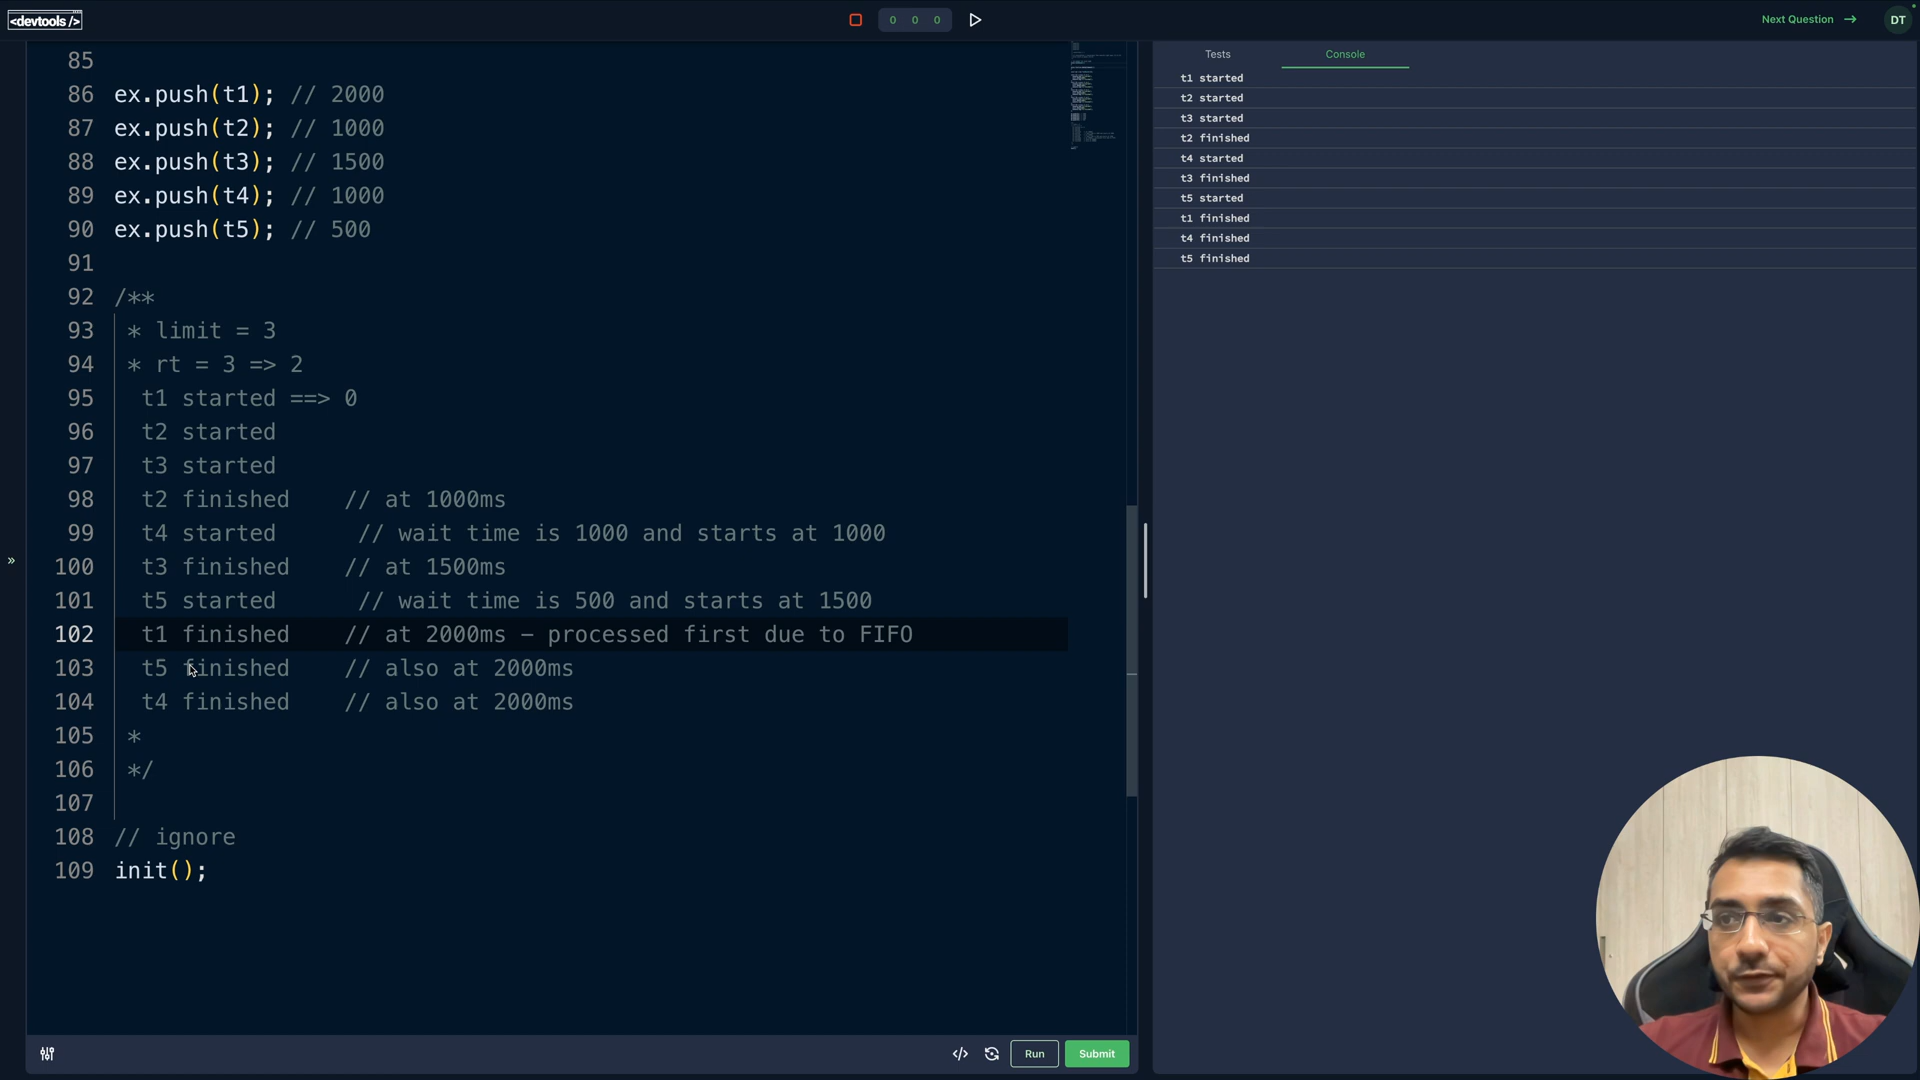 <devtools />
0 0 0
Next Question →
DT
85
86 ex.push(t1); // 2000
87 ex.push(t2); // 1000
88 ex.push(t3); // 1500
89 ex.push(t4); // 1000
90 ex.push(t5); // 500
91
92 /**
93 * limit = 3
94 * rt = 3 => 2
95 t1 started ==> 0
96 t2 started
97 t3 started
98 t2 finished // at 1000ms
99 t4 started // wait time is 1000 and starts at 1000
100 t3 finished // at 1500ms
101 t5 started // wait time is 500 and starts at 1500
102 t1 finished // at 2000ms – processed first due to FIFO
103 t5 finished // also at 2000ms
104 t4 finished // also at 2000ms
105 *
106 */
107
108 // ignore
109 init();
»
</>
Run
Submit
Tests Console
t1 started
t2 started
t3 started
t2 finished
t4 started
t3 finished
t5 started
t1 finished
t4 finished
t5 finished